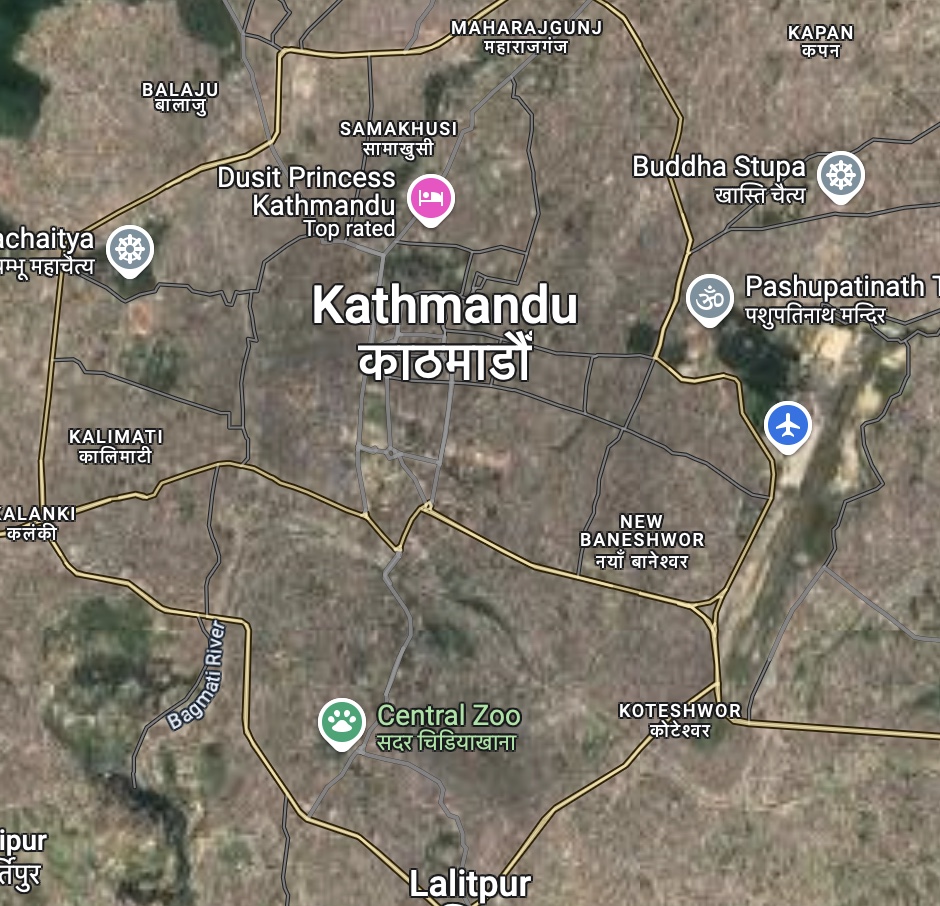 MAHARAJGUNJ
महाराजगंज
KAPAN
कपन
BALAJU
बालाजु
SAMAKHUSI
सामाखुसी
Dusit Princess
Kathmandu
Top rated
Buddha Stupa
खास्ति चैत्य
achaitya
म्भू महाचैत्य
Pashupatinath T
पशुपतिनाथ मन्दिर
Kathmandu
काठमाडौँ
KALIMATI
कालिमाटी
KALANKI
कलंकी
NEW
BANESHWOR
नयाँ बानेश्वर
Bagmati River
Central Zoo
सदर चिडियाखाना
KOTESHWOR
कोटेश्वर
ipur
र्तिपुर
Lalitpur